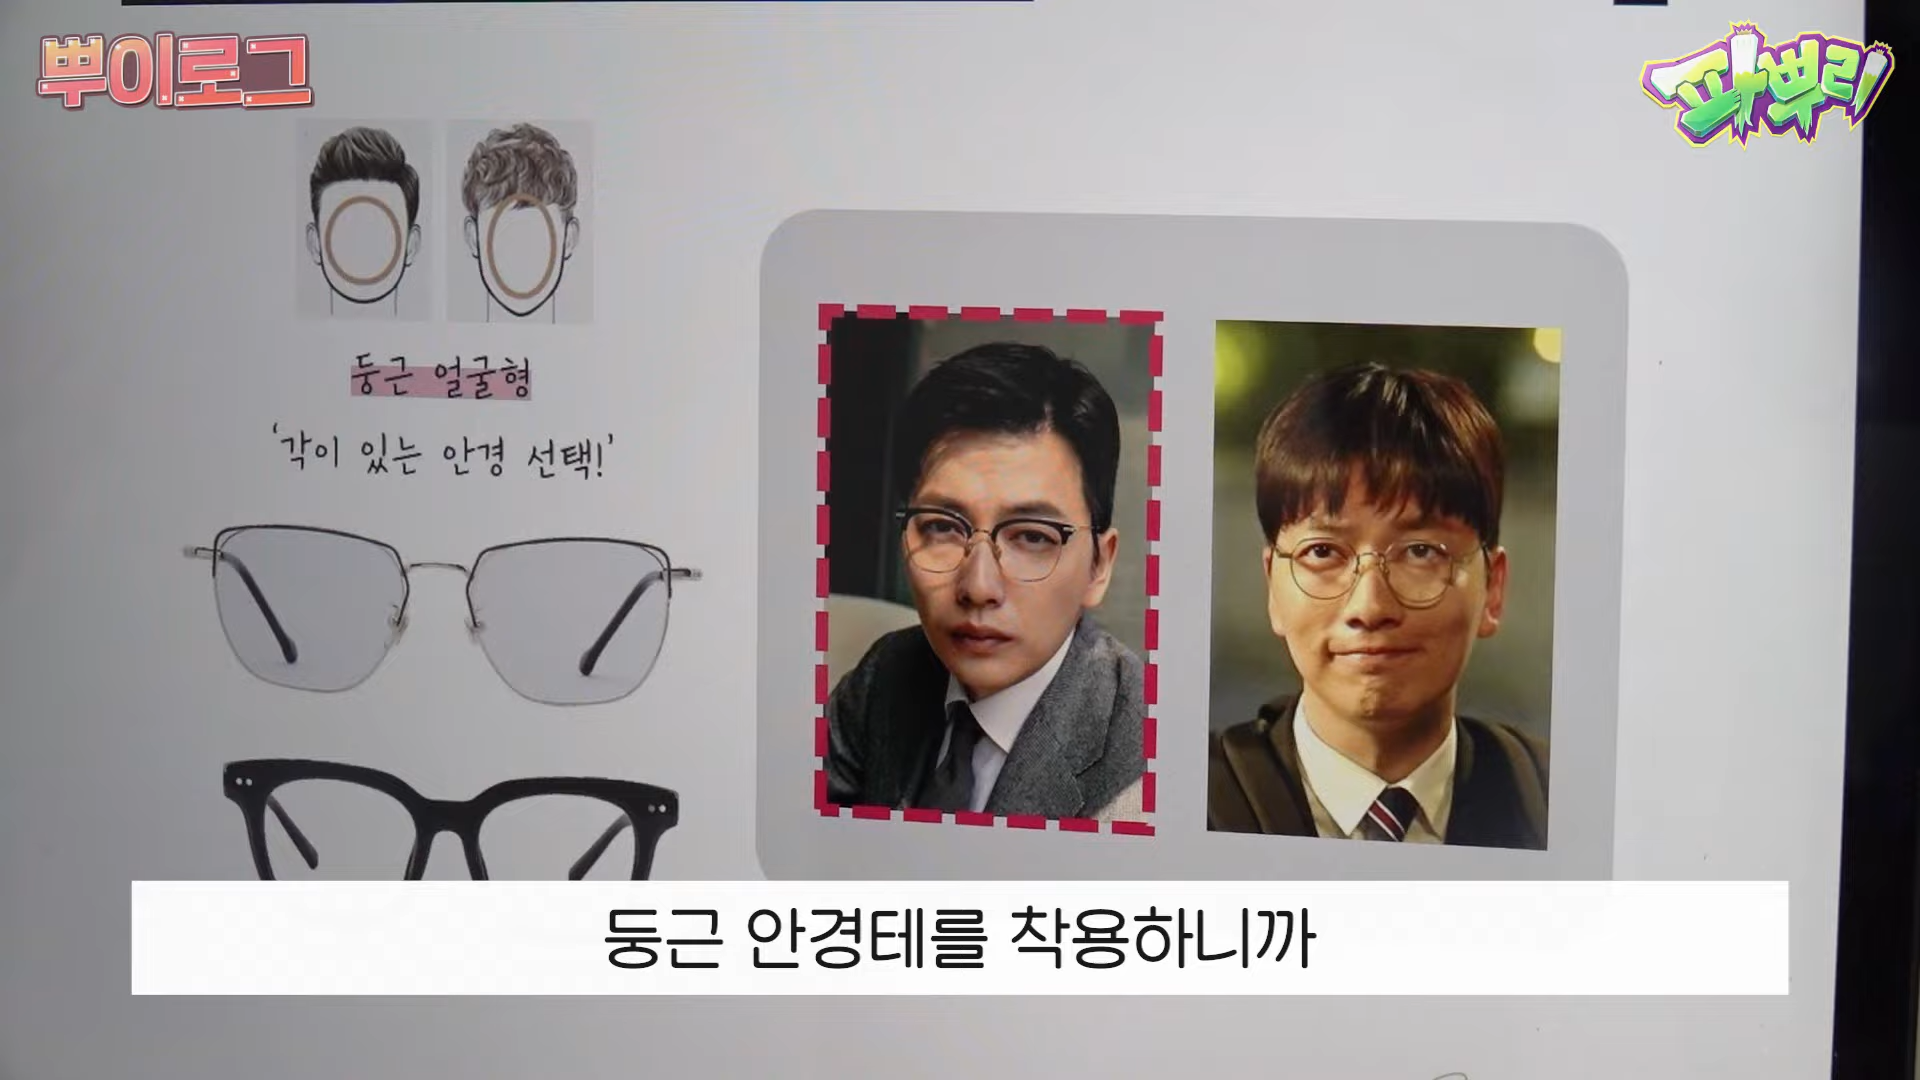 뿌이로그
파뿌리
둥근 얼굴형
'각이 있는 안경 선택!'
둥근 안경테를 착용하니까